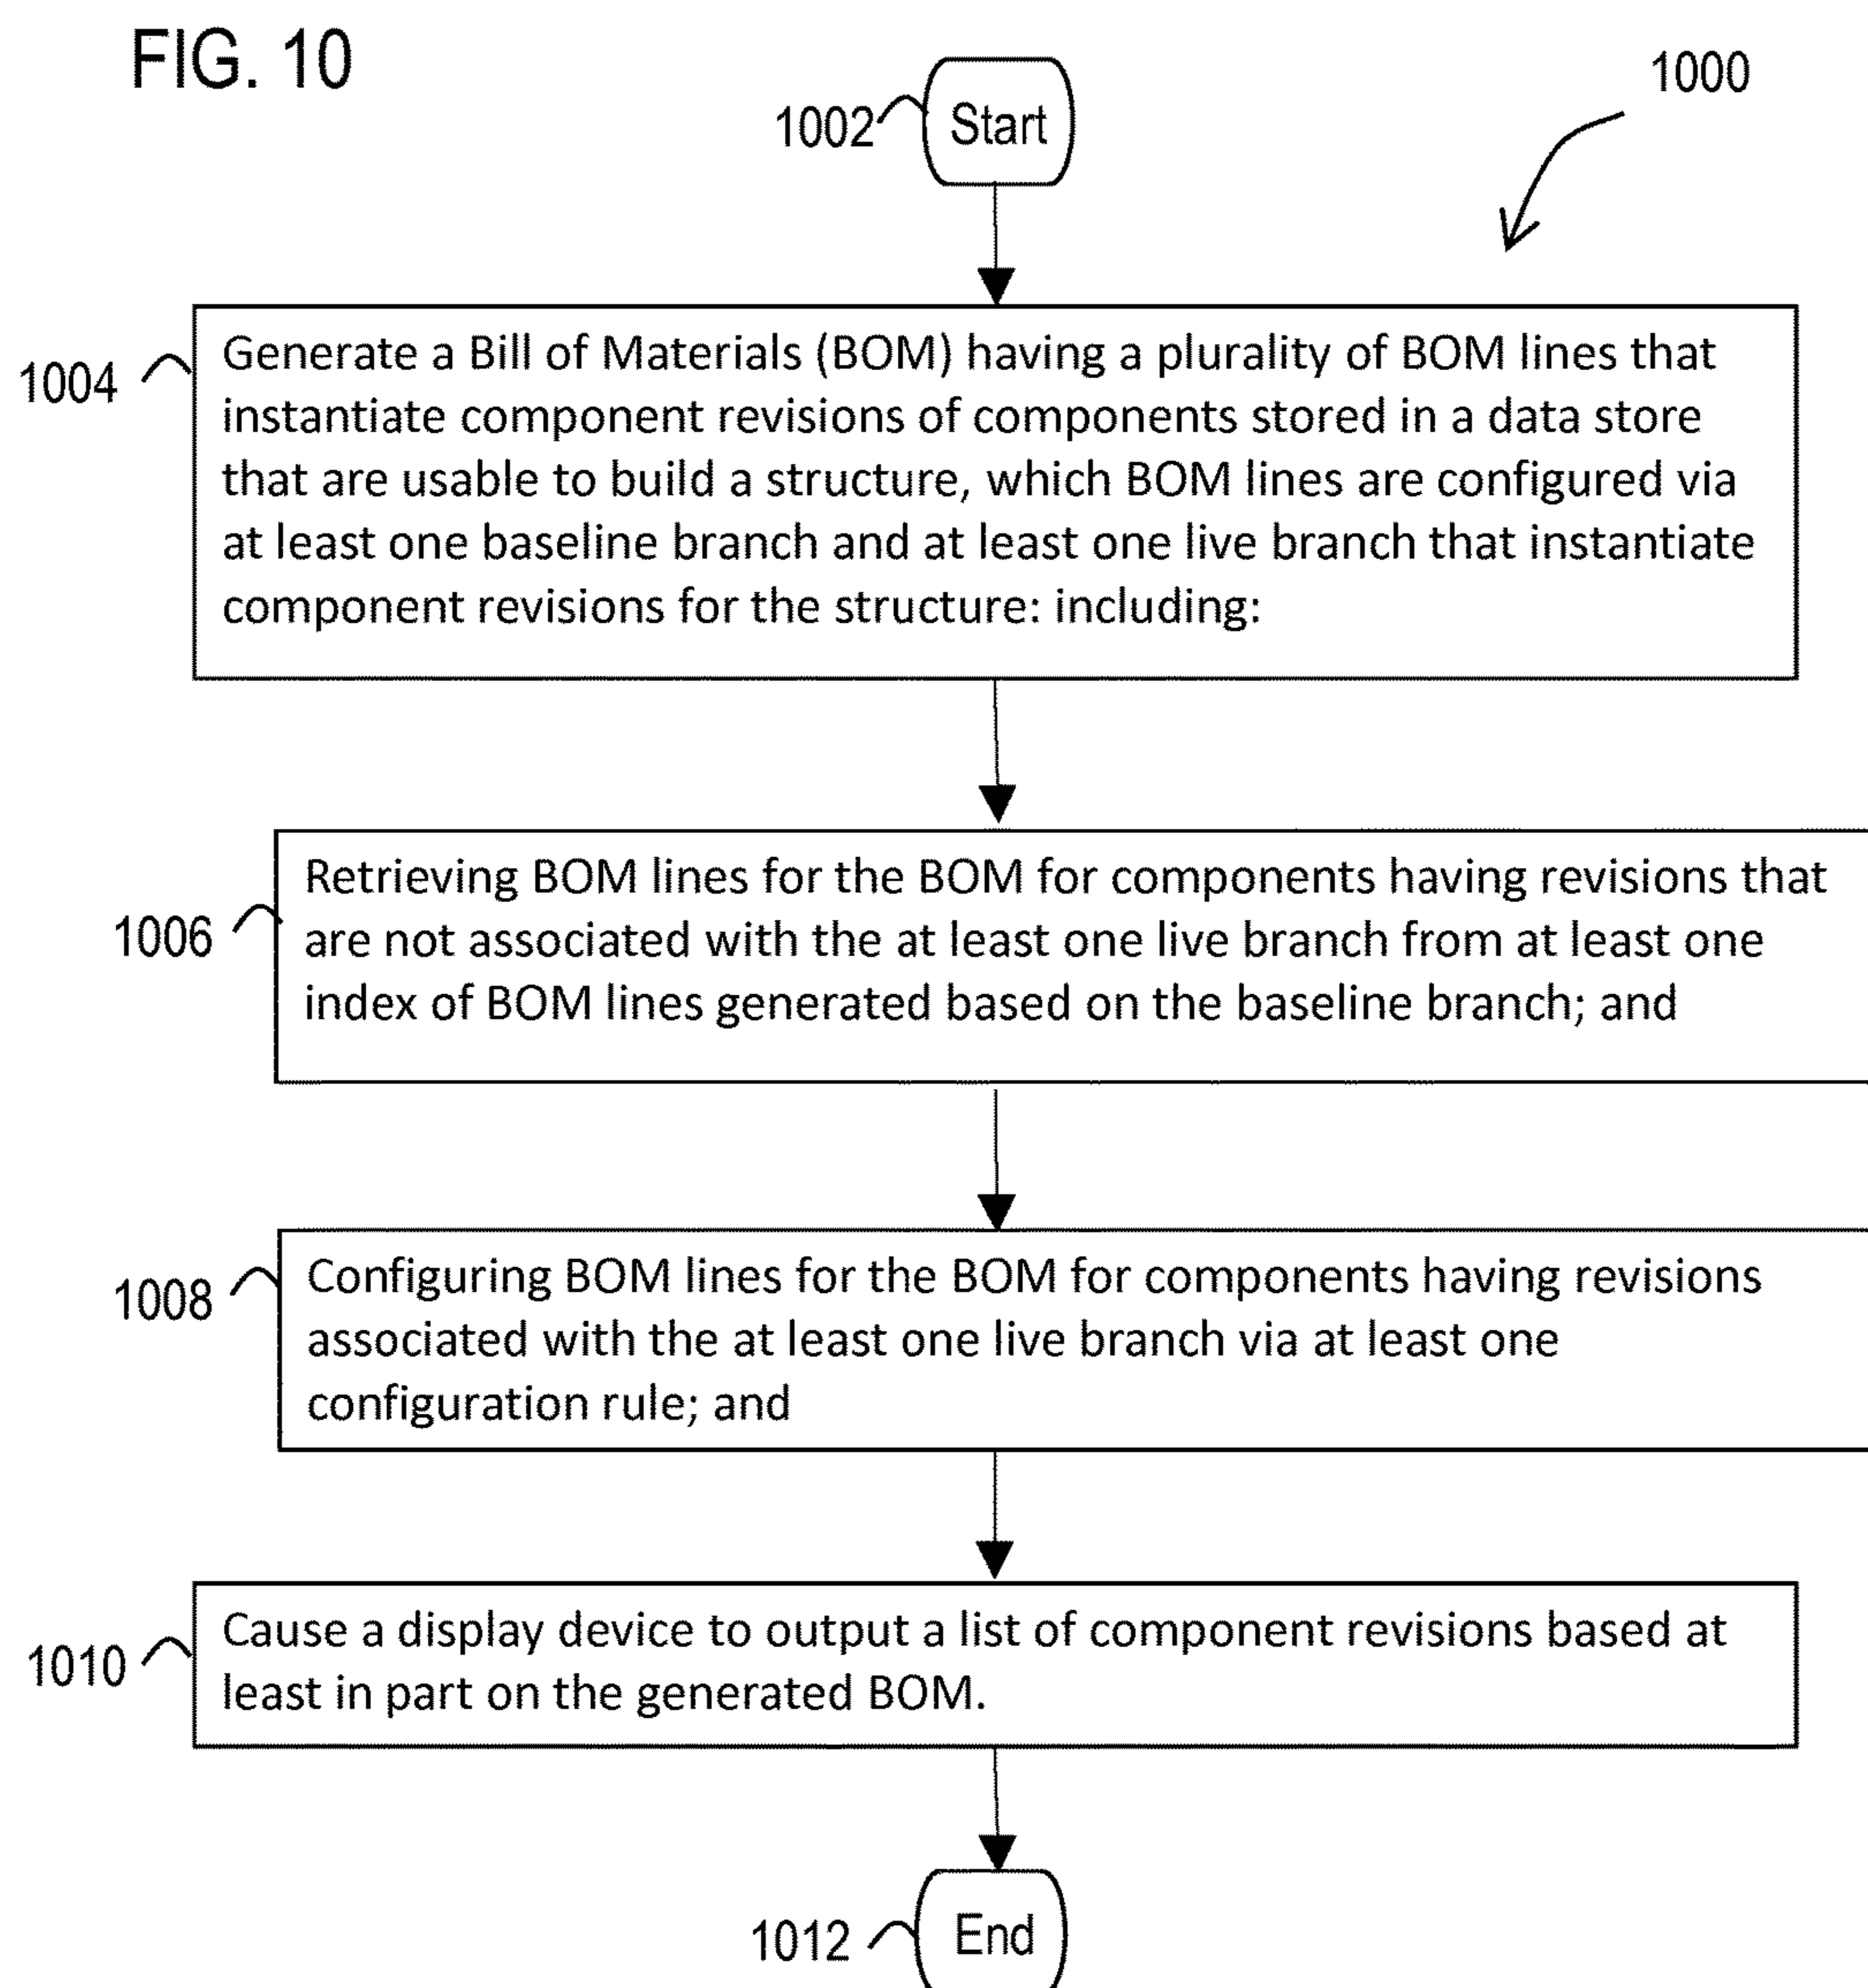 FIG. 10
1000
1002
Start
1004
Generate a Bill of Materials (BOM) having a plurality of BOM lines that
instantiate component revisions of components stored in a data store
that are usable to build a structure, which BOM lines are configured via
at least one baseline branch and at least one live branch that instantiate
component revisions for the structure: including:
1006
Retrieving BOM lines for the BOM for components having revisions that
are not associated with the at least one live branch from at least one
index of BOM lines generated based on the baseline branch; and
1008
Configuring BOM lines for the BOM for components having revisions
associated with the at least one live branch via at least one
configuration rule; and
1010
Cause a display device to output a list of component revisions based at
least in part on the generated BOM.
1012
End